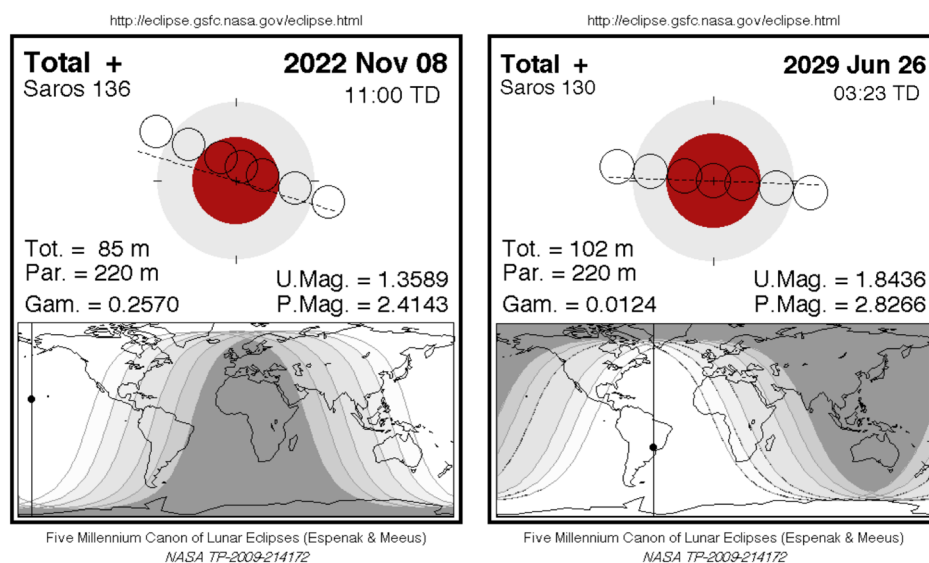 http://eclipse.gsfc.nasa.gov/eclipse.html
Total +
2022 Nov 08
Saros 136
11:00 TD
Tot. = 85 m
Par. = 220 m
Gam. = 0.2570
U.Mag. = 1.3589
P.Mag. = 2.4143
Five Millennium Canon of Lunar Eclipses (Espenak & Meeus)
NASA TP-2009-214172
http://eclipse.gsfc.nasa.gov/eclipse.html
Total +
2029 Jun 26
Saros 130
03:23 TD
Tot. = 102 m
Par. = 220 m
Gam. = 0.0124
U.Mag. = 1.8436
P.Mag. = 2.8266
Five Millennium Canon of Lunar Eclipses (Espenak & Meeus)
NASA TP-2009-214172